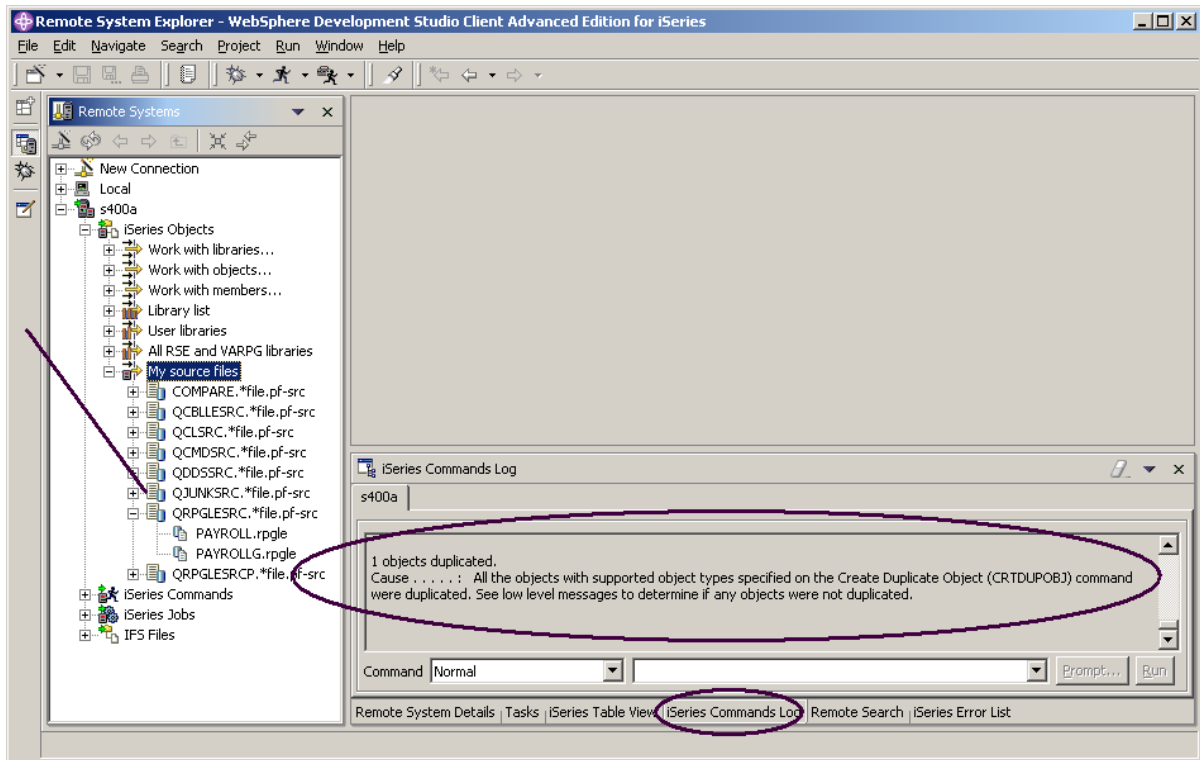 Remote System Explorer - WebSphere Development Studio Client Advanced Edition for iSeries
File Edit Navigate Search Project Run Window Help
Remote Systems
New Connection
Local
s400a
iSeries Objects
Work with libraries...
Work with objects...
Work with members...
Library list
User libraries
All RSE and VARPG libraries
My source files
COMPARE.*file.pf-src
QCBLLESRC.*file.pf-src
QCLSRC.*file.pf-src
QCMDSRC.*file.pf-src
QDDSSRC.*file.pf-src
QJUNKSRC.*file.pf-src
QRPGLESRC.*file.pf-src
PAYROLL.rpgle
PAYROLLG.rpgle
QRPGLESRCP.*file.pf-src
iSeries Commands
iSeries Jobs
IFS Files
iSeries Commands Log
s400a
1 objects duplicated.
Cause . . . . . : All the objects with supported object types specified on the Create Duplicate Object (CRTDUPOBJ) command
were duplicated. See low level messages to determine if any objects were not duplicated.
Command Normal Prompt... Run
Remote System Details Tasks iSeries Table View iSeries Commands Log Remote Search iSeries Error List